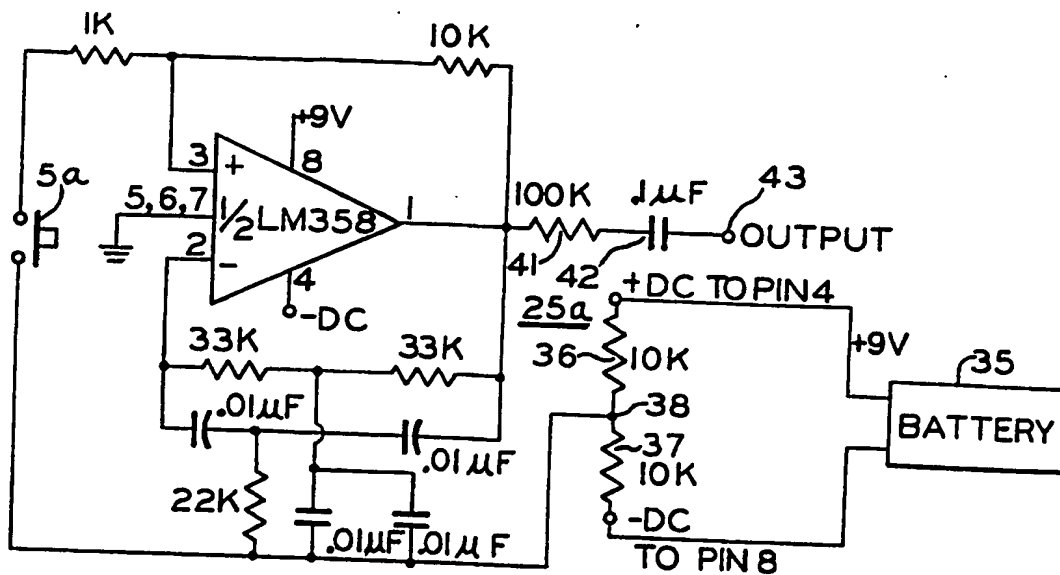 1K
10K
+9V
3
+
8
5a
5,6,7
1/2 LM358
1
2
-
4
-DC
100K
.1µF
43
OUTPUT
41
42
25a
+DC TO PIN 4
33K
33K
36
10K
+9V
35
38
BATTERY
.01µF
.01µF
37
10K
22K
.01µF
.01µF
-DC
TO PIN 8